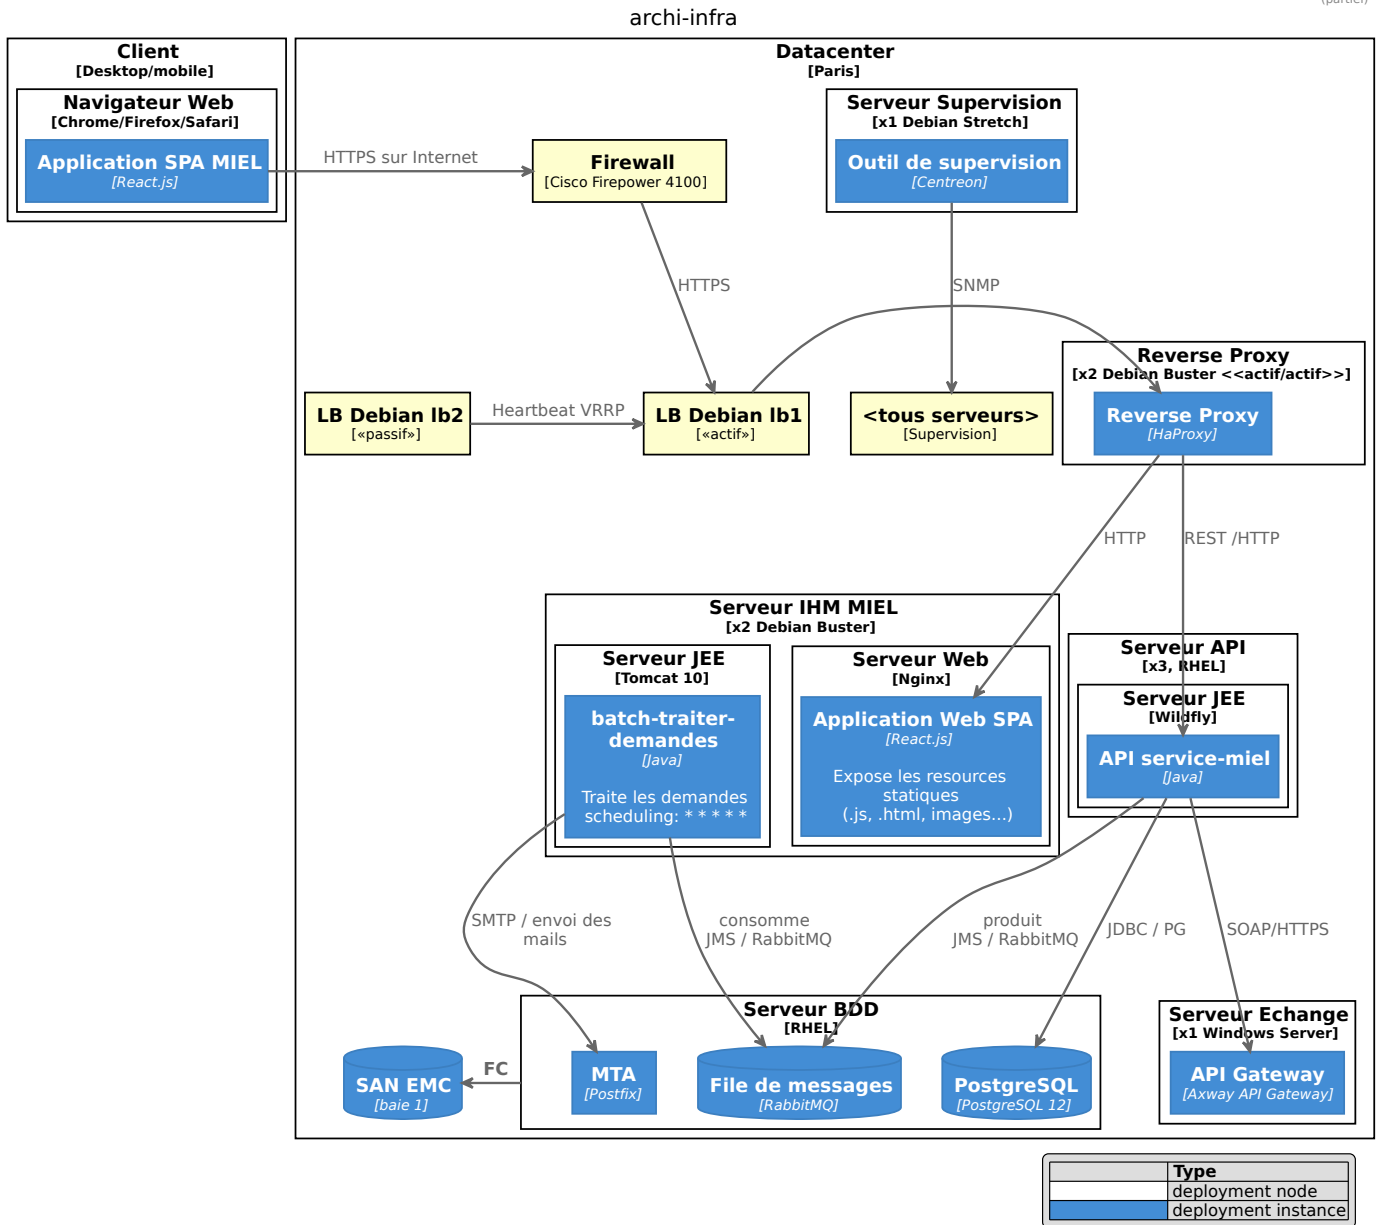 (partiel)
archi-infra
Client
[Desktop/mobile]
Navigateur Web
[Chrome/Firefox/Safari]
Application SPA MIEL
[React.js]
HTTPS sur Internet
Datacenter
[Paris]
Firewall
[Cisco Firepower 4100]
Serveur Supervision
[x1 Debian Stretch]
Outil de supervision
[Centreon]
HTTPS
SNMP
LB Debian lb2
[«passif»]
Heartbeat VRRP
LB Debian lb1
[«actif»]
<tous serveurs>
[Supervision]
Reverse Proxy
[x2 Debian Buster <<actif/actif>>]
Reverse Proxy
[HaProxy]
HTTP
REST /HTTP
Serveur IHM MIEL
[x2 Debian Buster]
Serveur JEE
[Tomcat 10]
batch-traiter-
demandes
[Java]
Traite les demandes
scheduling: * * * * *
Serveur Web
[Nginx]
Application Web SPA
[React.js]
Expose les resources
statiques
(.js, .html, images...)
Serveur API
[x3, RHEL]
Serveur JEE
[Wildfly]
API service-miel
[Java]
SMTP / envoi des
mails
consomme
JMS / RabbitMQ
produit
JMS / RabbitMQ
JDBC / PG
SOAP/HTTPS
SAN EMC
[baie 1]
FC
Serveur BDD
[RHEL]
MTA
[Postfix]
File de messages
[RabbitMQ]
PostgreSQL
[PostgreSQL 12]
Serveur Echange
[x1 Windows Server]
API Gateway
[Axway API Gateway]
Type
deployment node
deployment instance